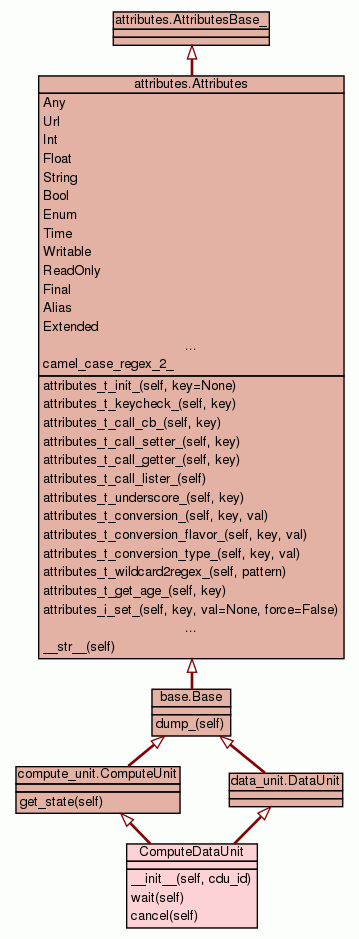 attributes.AttributesBase_
attributes.Attributes
Any
Url
Int
Float
String
Bool
Enum
Time
Writable
ReadOnly
Final
Alias
Extended
...
camel_case_regex_2_
attributes_t_init_(self, key=None)
attributes_t_keycheck_(self, key)
attributes_t_call_cb_(self, key)
attributes_t_call_setter_(self, key)
attributes_t_call_getter_(self, key)
attributes_t_call_lister_(self)
attributes_t_underscore_(self, key)
attributes_t_conversion_(self, key, val)
attributes_t_conversion_flavor_(self, key, val)
attributes_t_conversion_type_(self, key, val)
attributes_t_wildcard2regex_(self, pattern)
attributes_t_get_age_(self, key)
attributes_i_set_(self, key, val=None, force=False)
...
__str__(self)
base.Base
dump_(self)
compute_unit.ComputeUnit
get_state(self)
data_unit.DataUnit
ComputeDataUnit
__init__(self, cdu_id)
wait(self)
cancel(self)